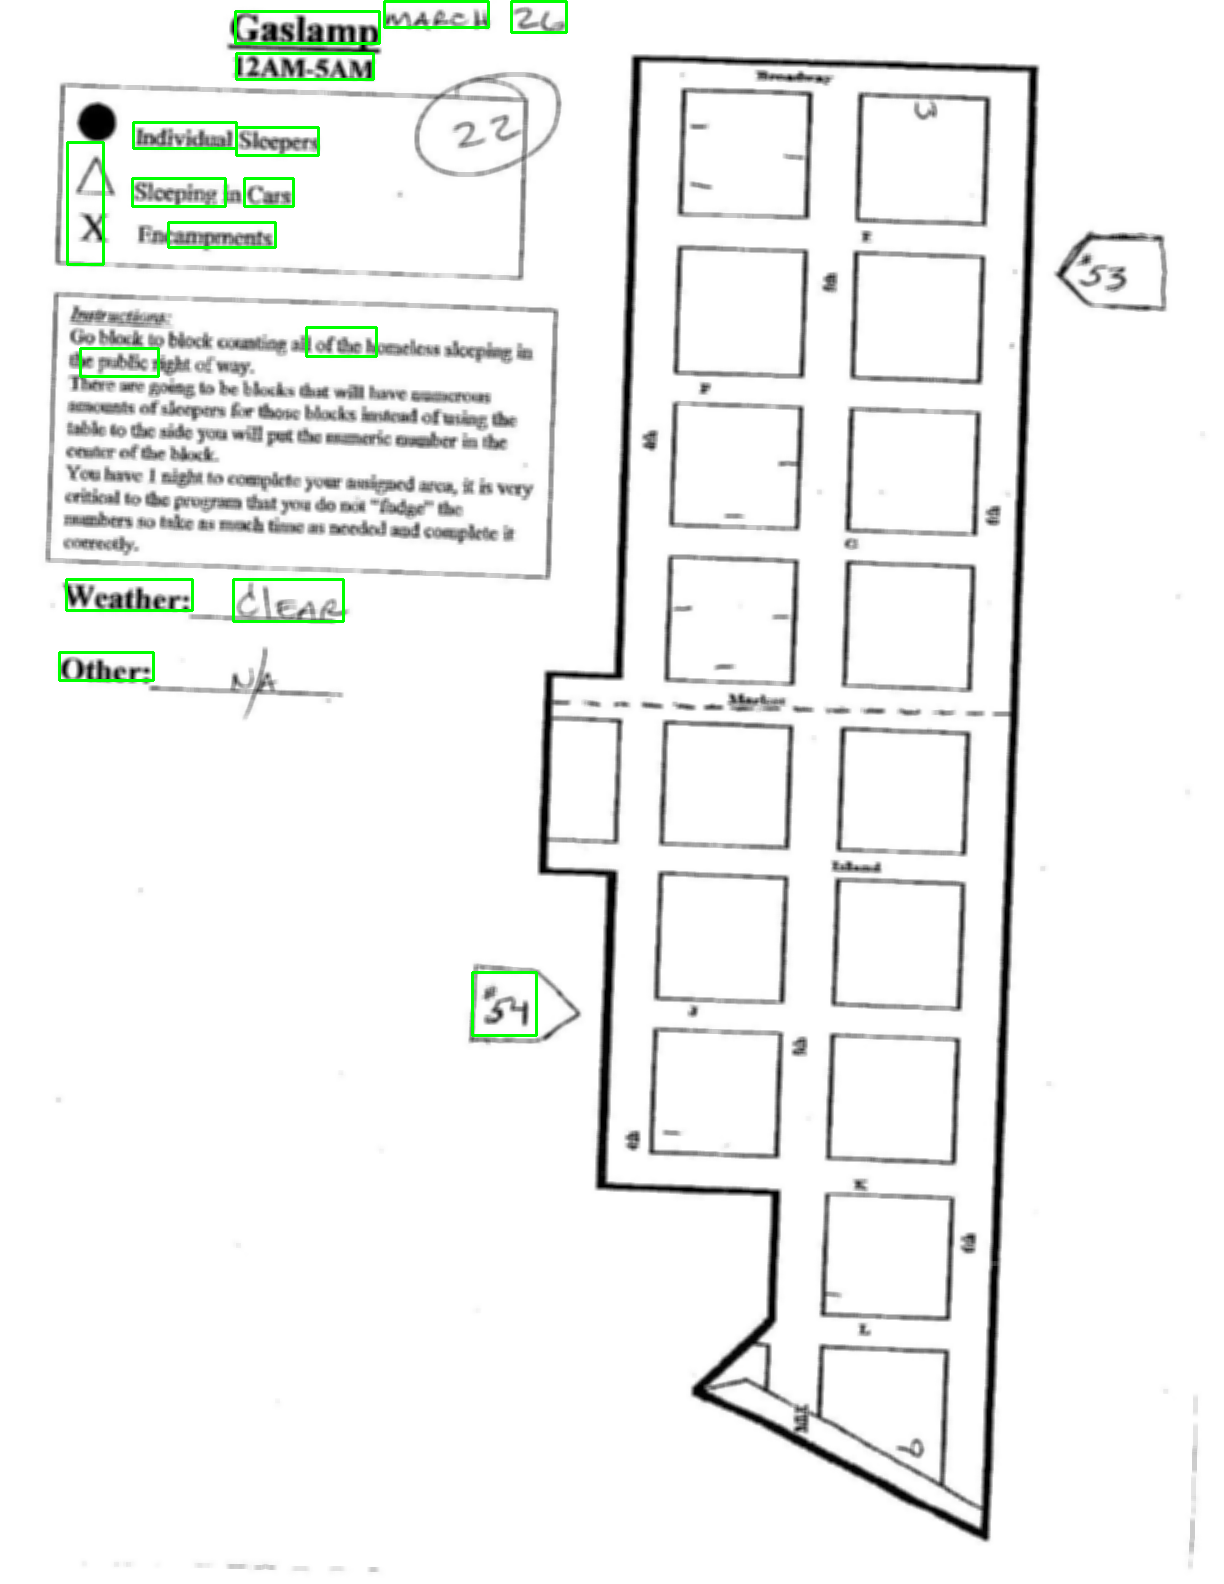 Gaslamp MARCH 26
12AM-5AM
22
Individual Sleepers
Sleeping in Cars
X Encampments
Instructions:
Go block to block counting all of the homeless sleeping in
the public right of way.
There are going to be blocks that will have numerous
amounts of sleepers for those blocks instead of using the
table to the side you will put the numeric number in the
center of the block.
You have 1 night to complete your assigned area, it is very
critical to the program that you do not "fudge" the
numbers so take as much time as needed and complete it
correctly.
Weather: CLEAR
Other: N/A
Broadway
3
E
5th
#53
F
4th
6th
G
Market
Island
#54
J
5th
4th
K
6th
L